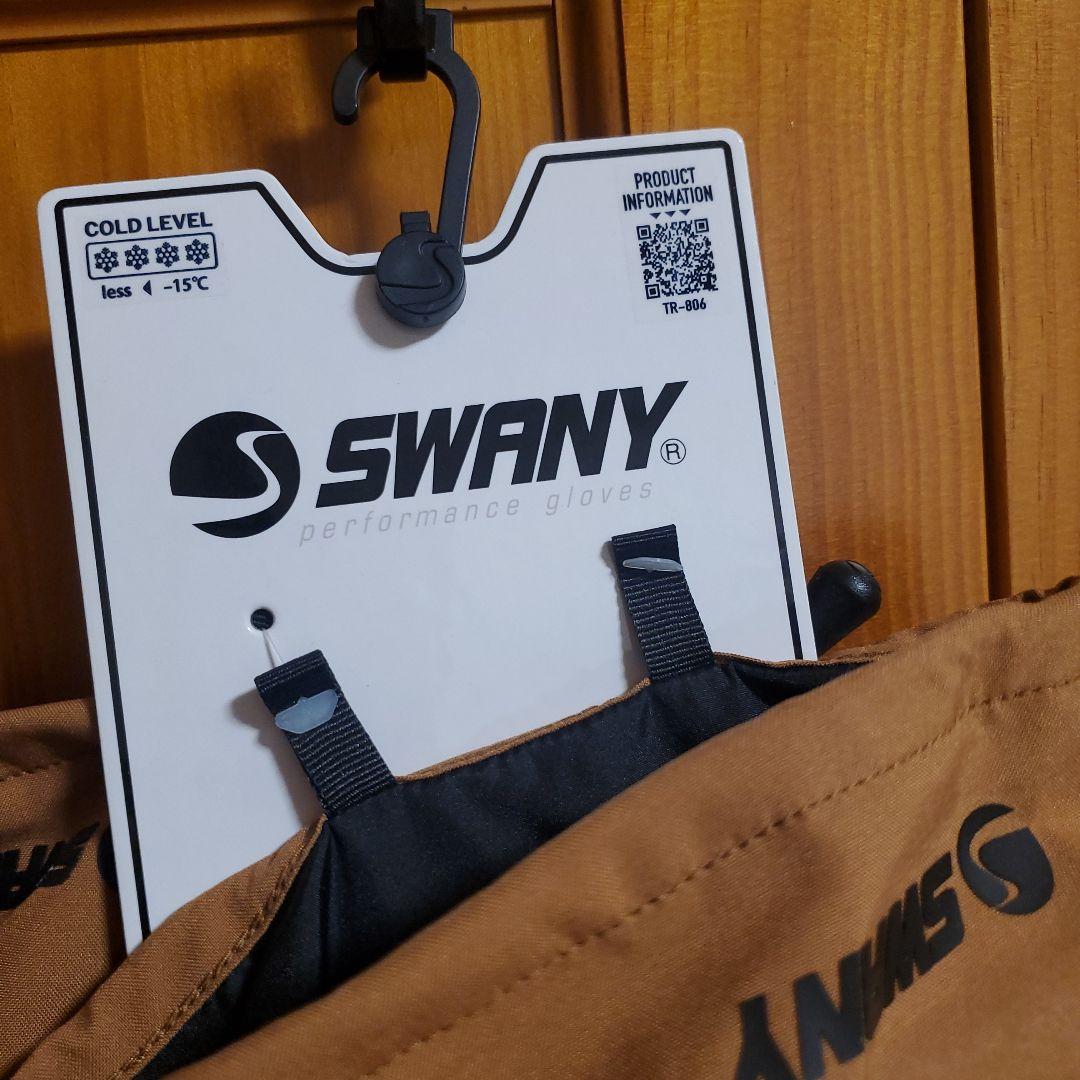 COLD LEVEL
less -15℃
PRODUCT
INFORMATION
TR-806
SWANY®
performance gloves
SWANY